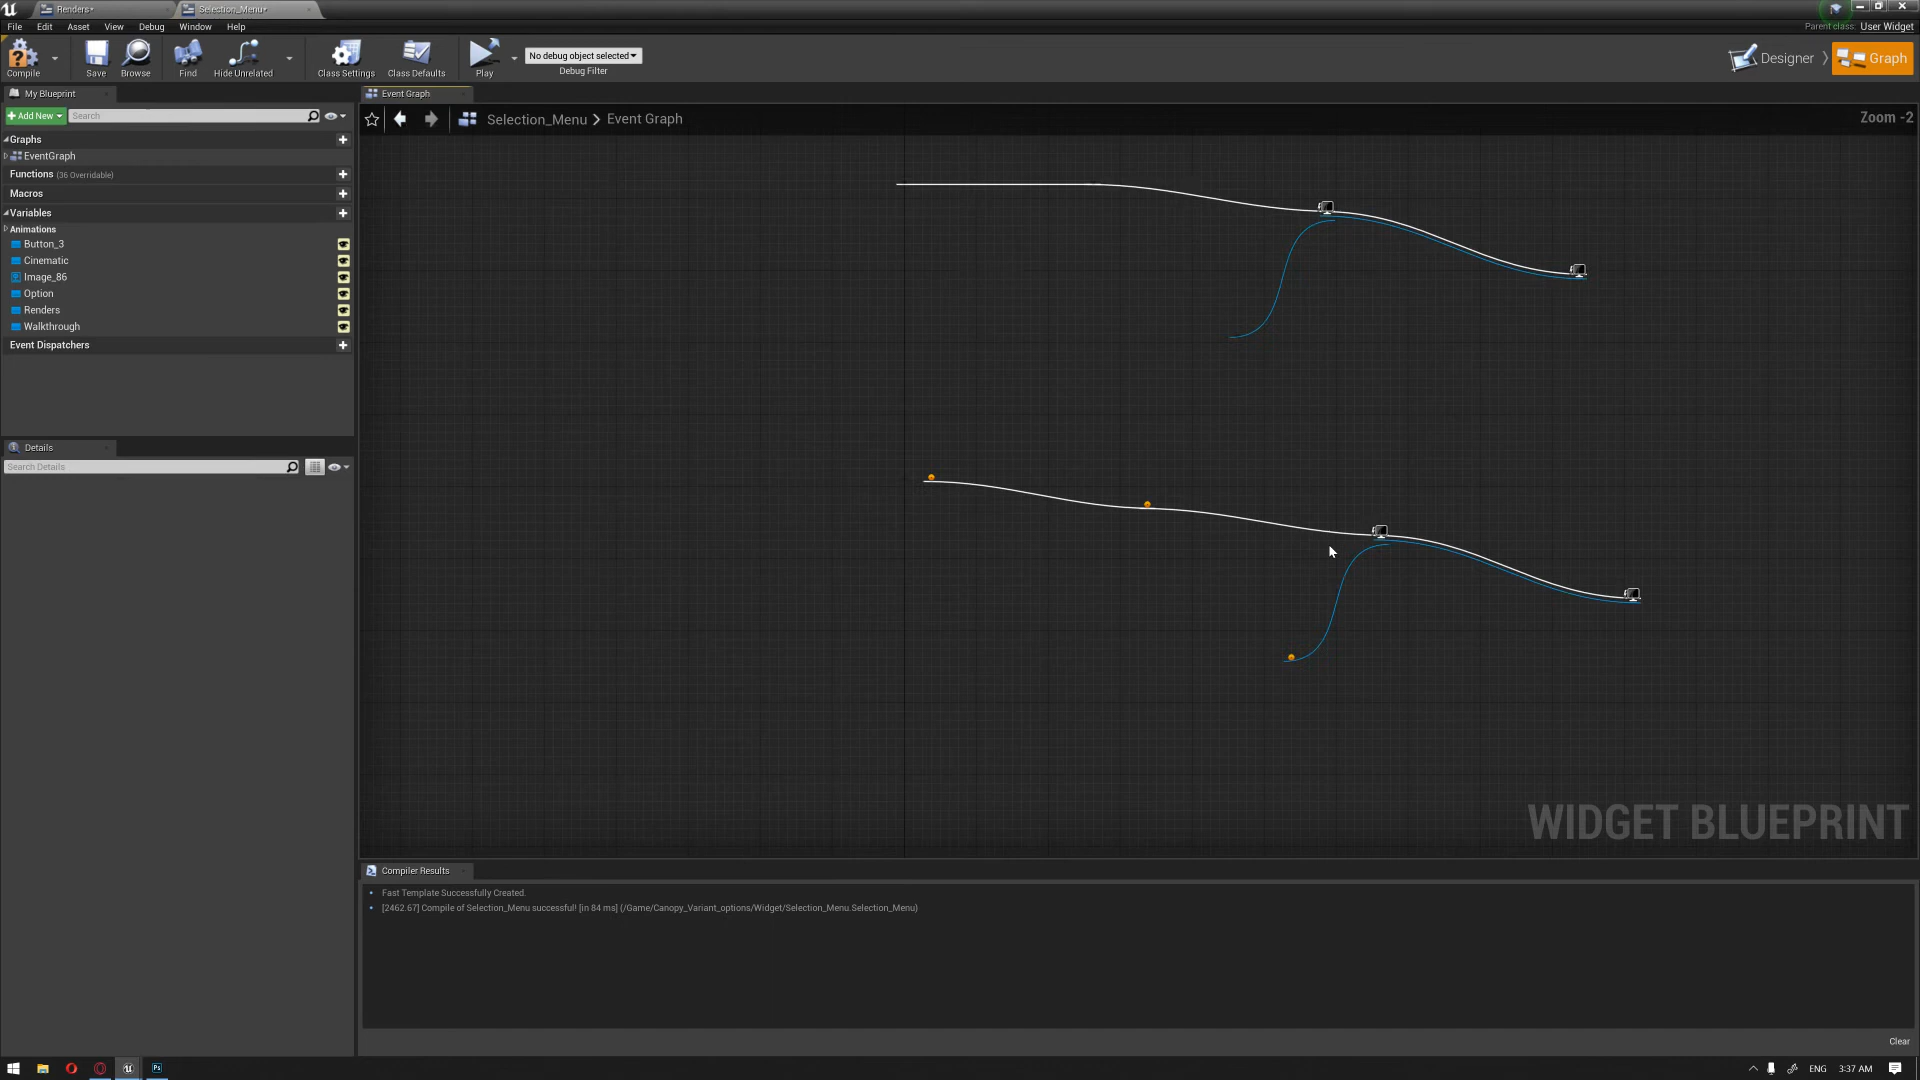 Renders*
Selection_Menu*
File Edit Asset View Debug Window Help
Parent class: User Widget
Compile
Save
Browse
Find
Hide Unrelated
Class Settings
Class Defaults
Play
No debug object selected
Debug Filter
Designer
Graph
My Blueprint
Add New
Search
Graphs
EventGraph
Functions (36 Overridable)
Macros
Variables
Animations
Button_3
Cinematic
Image_86
Option
Renders
Walkthrough
Event Dispatchers
Details
Search Details
Event Graph
Selection_Menu > Event Graph
Zoom -2
WIDGET BLUEPRINT
Compiler Results
Fast Template Successfully Created.
[2462.67] Compile of Selection_Menu successful! [in 84 ms] (/Game/Canopy_Variant_options/Widget/Selection_Menu.Selection_Menu)
Clear
Ps
ENG
3:37 AM